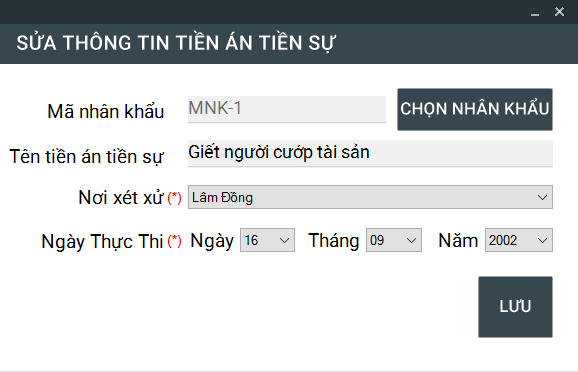 SỬA THÔNG TIN TIỀN ÁN TIỀN SỰ
Mã nhân khẩu MNK-1 CHỌN NHÂN KHẨU
Tên tiền án tiền sự Giết người cướp tài sản
Nơi xét xử (*) Lâm Đồng
Ngày Thực Thi (*) Ngày 16 Tháng 09 Năm 2002
LƯU